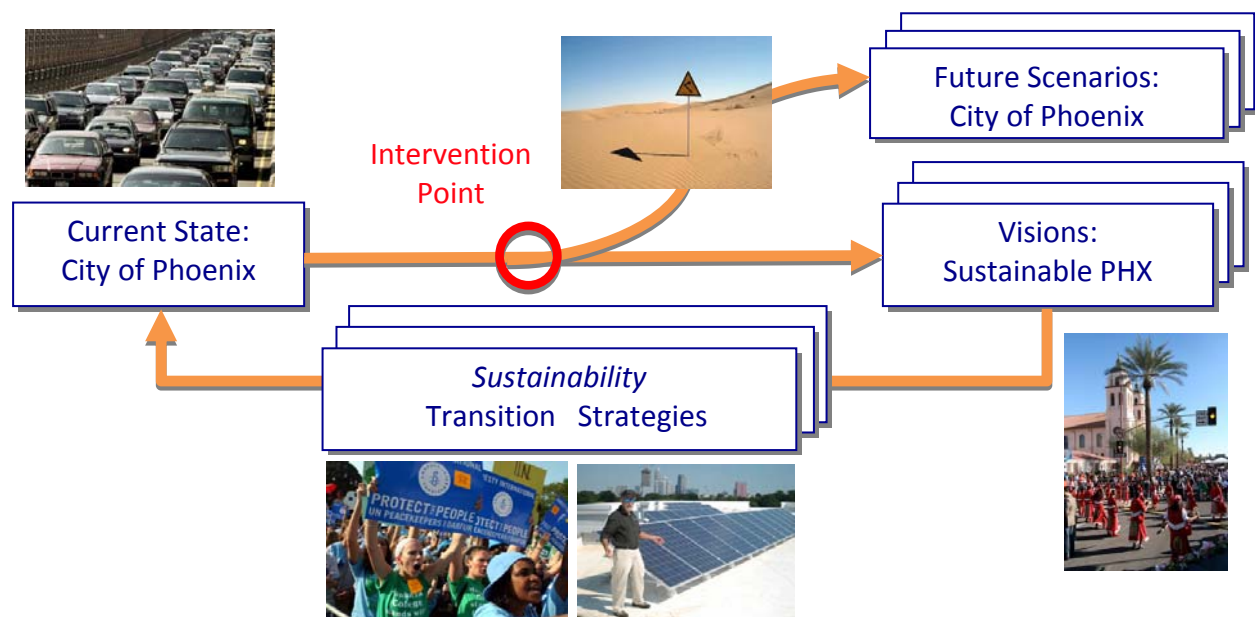 Future Scenarios:
City of Phoenix
Intervention
Point
Current State:
City of Phoenix
Visions:
Sustainable PHX
Sustainability
Transition Strategies
PROTECT THE PEOPLE
UN PEACEKEEPERS